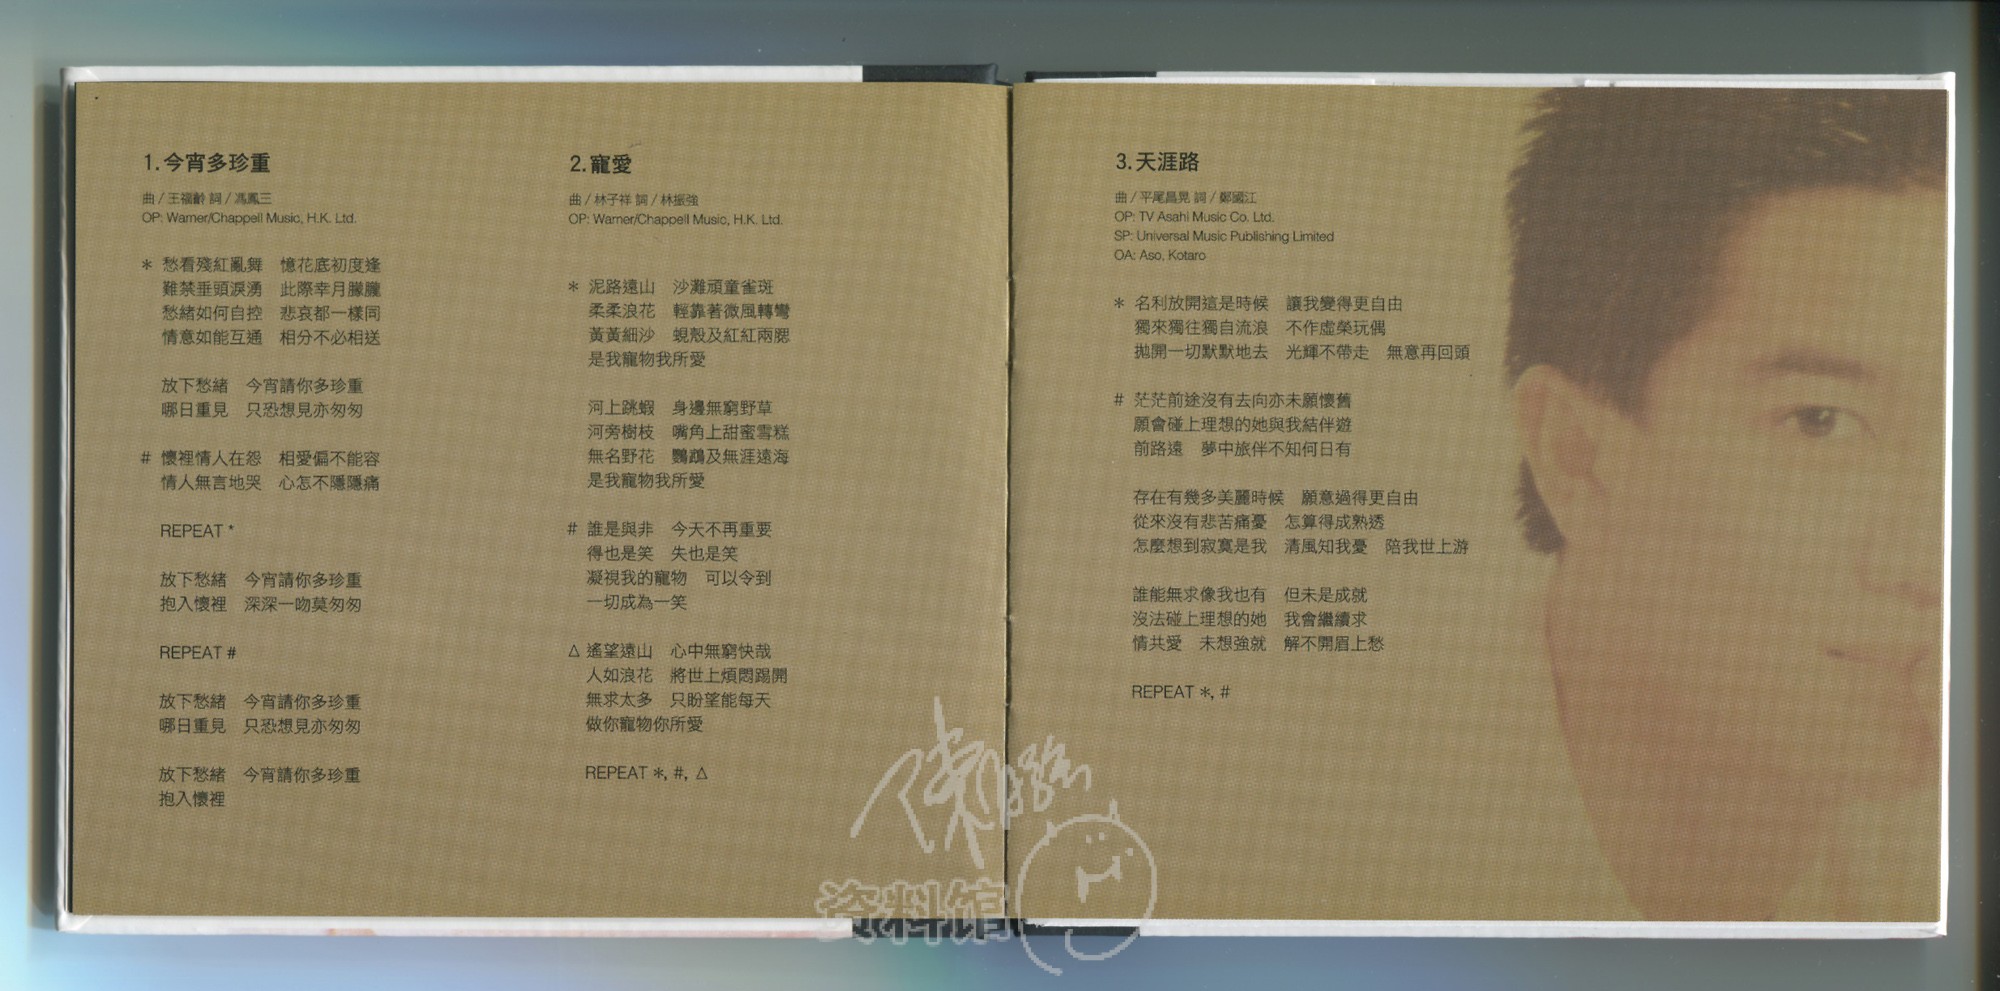 1.今宵多珍重
曲/王福齡 詞/馮鳳三
OP: Warner/Chappell Music, H.K. Ltd.
* 愁看殘紅亂舞 憶花底初度逢
難禁垂頭淚湧 此際幸月朦朧
愁緒如何自控 悲哀都一樣同
情意如能互通 相分不必相送
放下愁緒 今宵請你多珍重
哪日重見 只恐想見亦匆匆
# 懷裡情人在怨 相愛偏不能容
情人無言地哭 心怎不隱隱痛
REPEAT *
放下愁緒 今宵請你多珍重
抱入懷裡 深深一吻莫匆匆
REPEAT #
放下愁緒 今宵請你多珍重
哪日重見 只恐想見亦匆匆
放下愁緒 今宵請你多珍重
抱入懷裡
2.寵愛
曲/林子祥 詞/林振強
OP: Warner/Chappell Music, H.K. Ltd.
* 泥路遠山 沙灘頑童雀斑
柔柔浪花 輕靠著微風轉彎
黃黃細沙 蜆殼及紅紅兩腮
是我寵物我所愛
河上跳蝦 身邊無窮野草
河旁樹枝 嘴角上甜蜜雪糕
無名野花 鸚鵡及無涯遠海
是我寵物我所愛
# 誰是與非 今天不再重要
得也是笑 失也是笑
凝視我的寵物 可以令到
一切成為一笑
△ 遙望遠山 心中無窮快哉
人如浪花 將世上煩悶踢開
無求太多 只盼望能每天
做你寵物你所愛
REPEAT *, #, △
3.天涯路
曲/平尾昌晃 詞/鄭國江
OP: TV Asahi Music Co. Ltd.
SP: Universal Music Publishing Limited
OA: Aso, Kotaro
* 名利放開這是時候 讓我變得更自由
獨來獨往獨自流浪 不作虛榮玩偶
拋開一切默默地去 光輝不帶走 無意再回頭
# 茫茫前途沒有去向亦未願懷舊
願會碰上理想的她與我結伴遊
前路遠 夢中旅伴不知何日有
存在有幾多美麗時候 願意過得更自由
從來沒有悲苦痛憂 怎算得成熟透
怎麼想到寂寞是我 清風知我憂 陪我世上游
誰能無求像我也有 但未是成就
沒法碰上理想的她 我會繼續求
情共愛 未想強就 解不開眉上愁
REPEAT *, #
資料馆